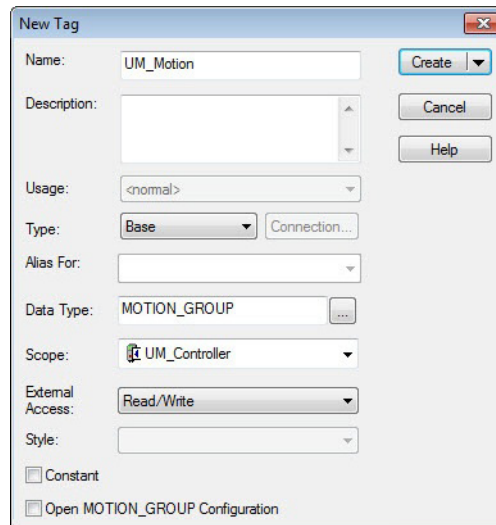 New Tag
Name: UM_Motion Create
Description: Cancel
Help
Usage: <normal>
Type: Base Connection...
Alias For:
Data Type: MOTION_GROUP ...
Scope: UM_Controller
External
Access: Read/Write
Style:
Constant
Open MOTION_GROUP Configuration